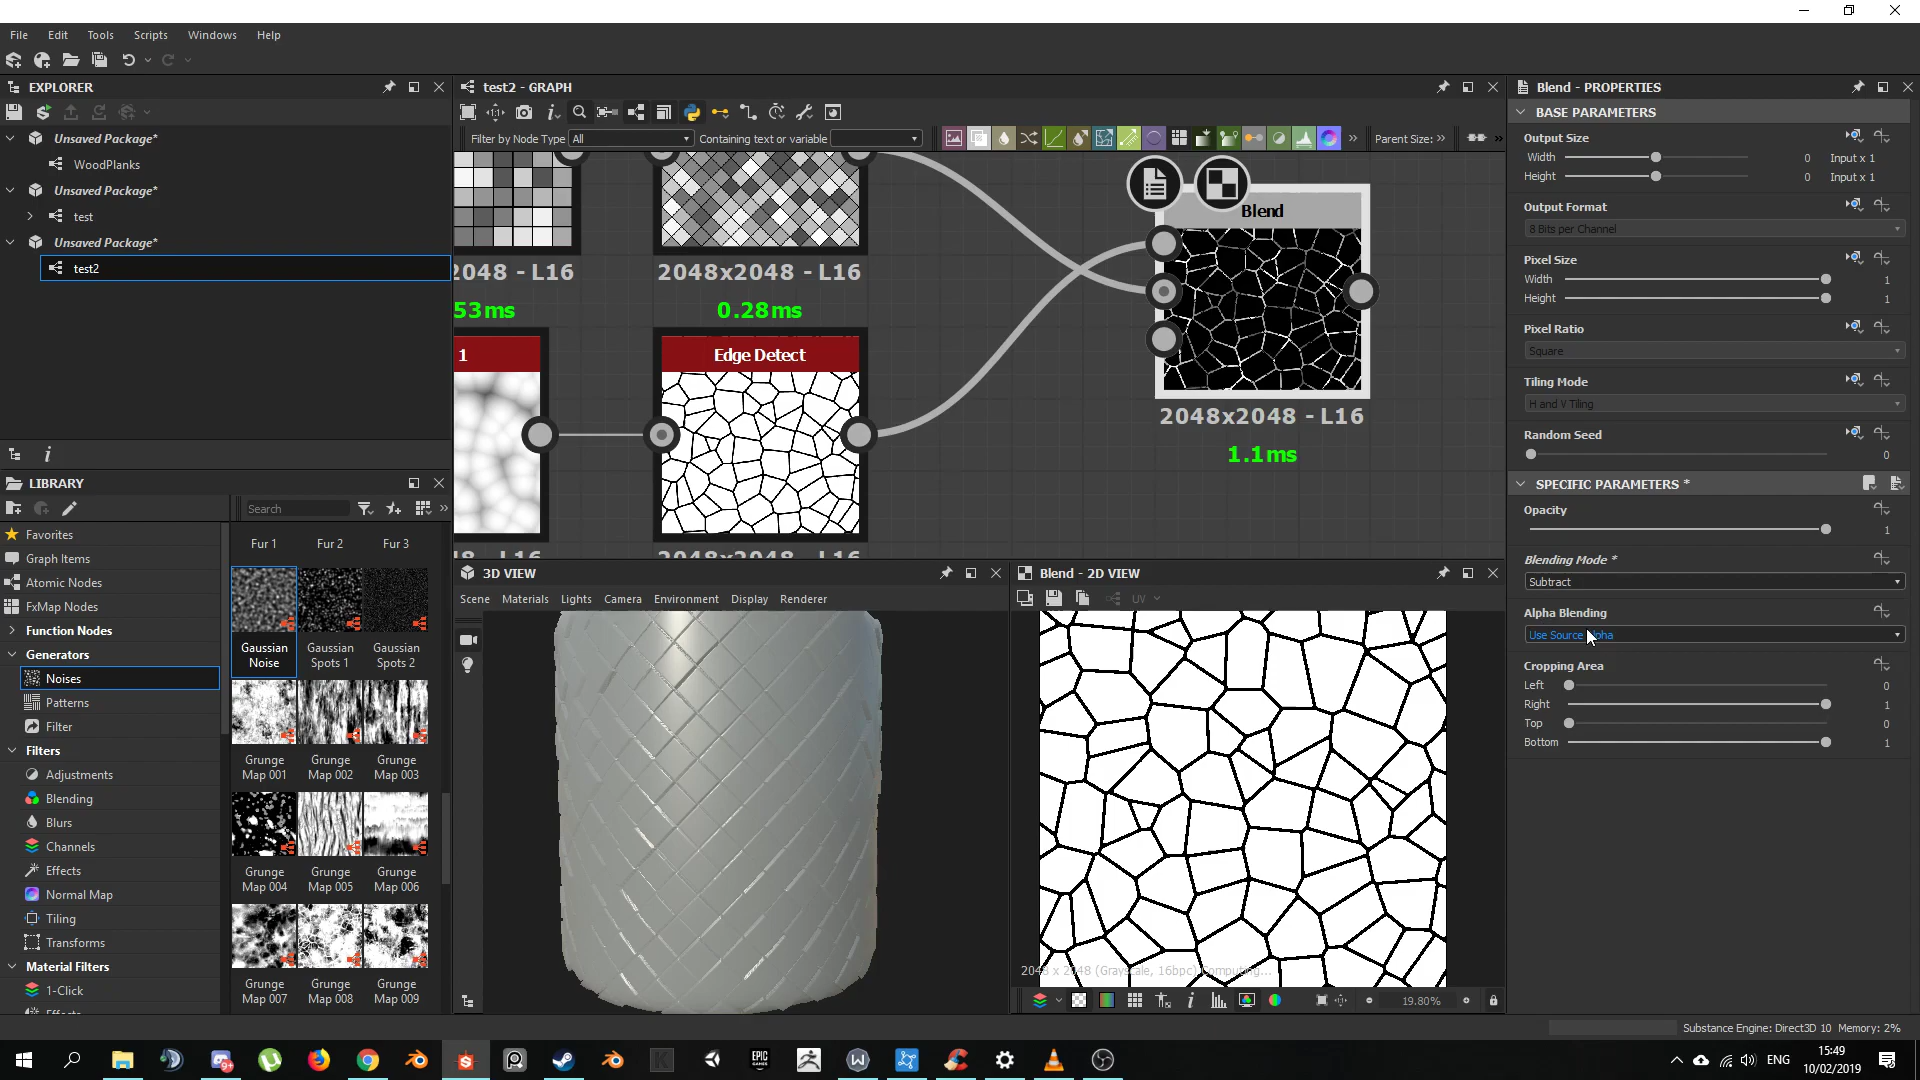 File Edit Tools Scripts Windows Help
EXPLORER
Unsaved Package*
WoodPlanks
Unsaved Package*
test
Unsaved Package*
test2
LIBRARY
Search
Favorites
Graph Items
Atomic Nodes
FxMap Nodes
Function Nodes
Generators
Noises
Patterns
Filter
Filters
Adjustments
Blending
Blurs
Channels
Effects
Normal Map
Tiling
Transforms
Material Filters
1-Click
Fur 1 Fur 2 Fur 3
Gaussian Noise
Gaussian Spots 1
Gaussian Spots 2
Grunge Map 001
Grunge Map 002
Grunge Map 003
Grunge Map 004
Grunge Map 005
Grunge Map 006
Grunge Map 007
Grunge Map 008
Grunge Map 009
test2 - GRAPH
Filter by Node Type All Containing text or variable Parent Size:
2048 - L16
53ms
2048x2048 - L16
0.28ms
1
Edge Detect
Blend
2048x2048 - L16
1.1ms
2048x2048 - L16
3D VIEW
Scene Materials Lights Camera Environment Display Renderer
Blend - 2D VIEW
UV
2048 x 2048 (Grayscale, 16bpc) Computing...
19.80%
Blend - PROPERTIES
BASE PARAMETERS
Output Size
Width 0 Input x 1
Height 0 Input x 1
Output Format
8 Bits per Channel
Pixel Size
Width 1
Height 1
Pixel Ratio
Square
Tiling Mode
H and V Tiling
Random Seed
0
SPECIFIC PARAMETERS *
Opacity
1
Blending Mode *
Subtract
Alpha Blending
Use Source Alpha
Cropping Area
Left 0
Right 1
Top 0
Bottom 1
Substance Engine: Direct3D 10 Memory: 2%
9+
EPIC GAMES
ENG
15:49
10/02/2019